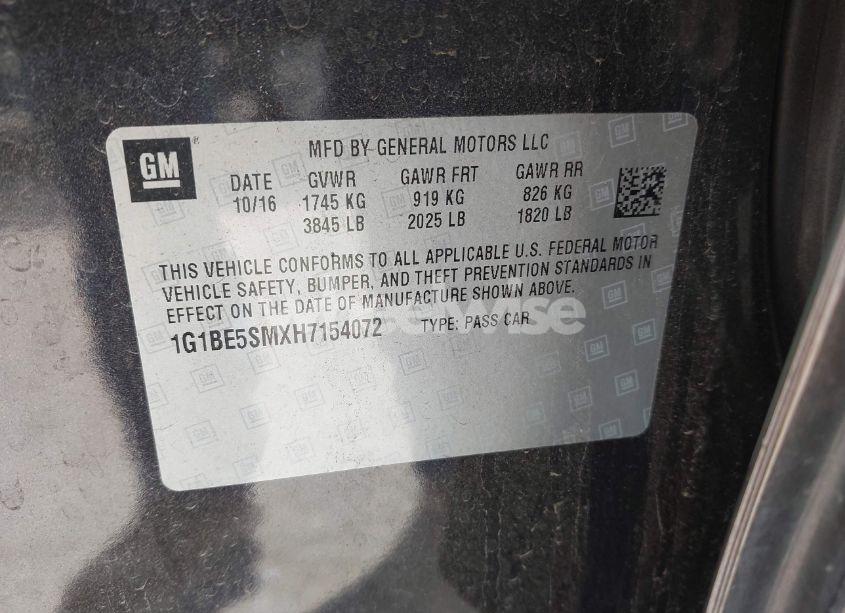 GM
MFD BY GENERAL MOTORS LLC
DATE GVWR GAWR FRT GAWR RR
10/16 1745 KG 919 KG 826 KG
3845 LB 2025 LB 1820 LB
THIS VEHICLE CONFORMS TO ALL APPLICABLE U.S. FEDERAL MOTOR
VEHICLE SAFETY, BUMPER, AND THEFT PREVENTION STANDARDS IN
EFFECT ON THE DATE OF MANUFACTURE SHOWN ABOVE.
1G1BE5SMXH7154072 TYPE: PASS CAR